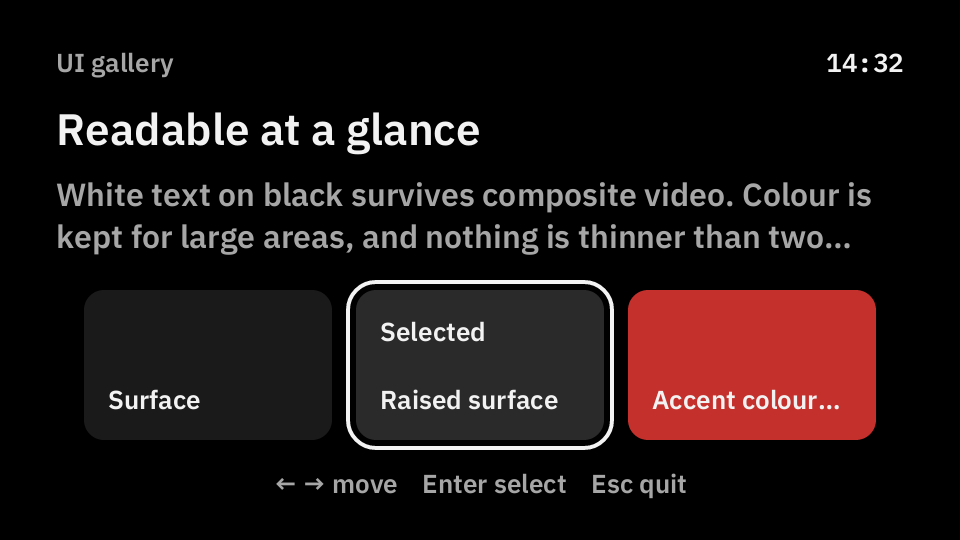 UI gallery
14:32
Readable at a glance
White text on black survives composite video. Colour is
kept for large areas, and nothing is thinner than two…
Selected
Surface
Raised surface
Accent colour…
← → move Enter select Esc quit